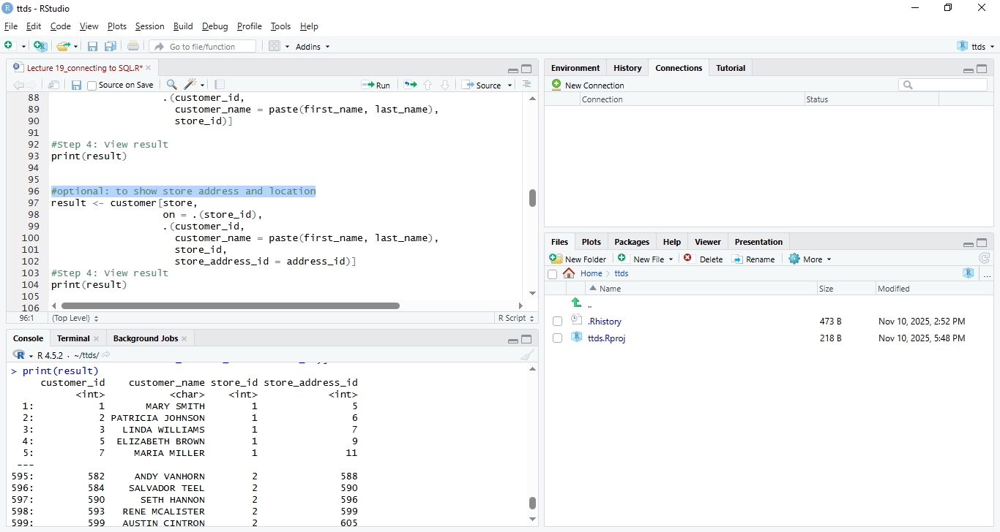 ttds - RStudio
File Edit Code View Plots Session Build Debug Profile Tools Help
Go to file/function Addins ttds
Lecture 19_connecting to SQL.R*
Source on Save Run Source
88 .(customer_id,
89 customer_name = paste(first_name, last_name),
90 store_id)]
91
92 #Step 4: View result
93 print(result)
94
95
96 #optional: to show store address and location
97 result <- customer[store,
98 on = .(store_id),
99 .(customer_id,
100 customer_name = paste(first_name, last_name),
101 store_id,
102 store_address_id = address_id)]
103 #Step 4: View result
104 print(result)
105
106
96:1 (Top Level) R Script
Console Terminal Background Jobs
R 4.5.2 · ~/ttds/
> print(result)
customer_id customer_name store_id store_address_id
<int> <char> <int> <int>
1: 1 MARY SMITH 1 5
2: 2 PATRICIA JOHNSON 1 6
3: 3 LINDA WILLIAMS 1 7
4: 5 ELIZABETH BROWN 1 9
5: 7 MARIA MILLER 1 11
---
595: 582 ANDY VANHORN 2 588
596: 584 SALVADOR TEEL 2 590
597: 590 SETH HANNON 2 596
598: 593 RENE MCALISTER 2 599
599: 599 AUSTIN CINTRON 2 605
Environment History Connections Tutorial
New Connection
Connection Status
Files Plots Packages Help Viewer Presentation
New Folder New File Delete Rename More
Home ttds ...
Name Size Modified
..
.Rhistory 473 B Nov 10, 2025, 2:52 PM
ttds.Rproj 218 B Nov 10, 2025, 5:48 PM